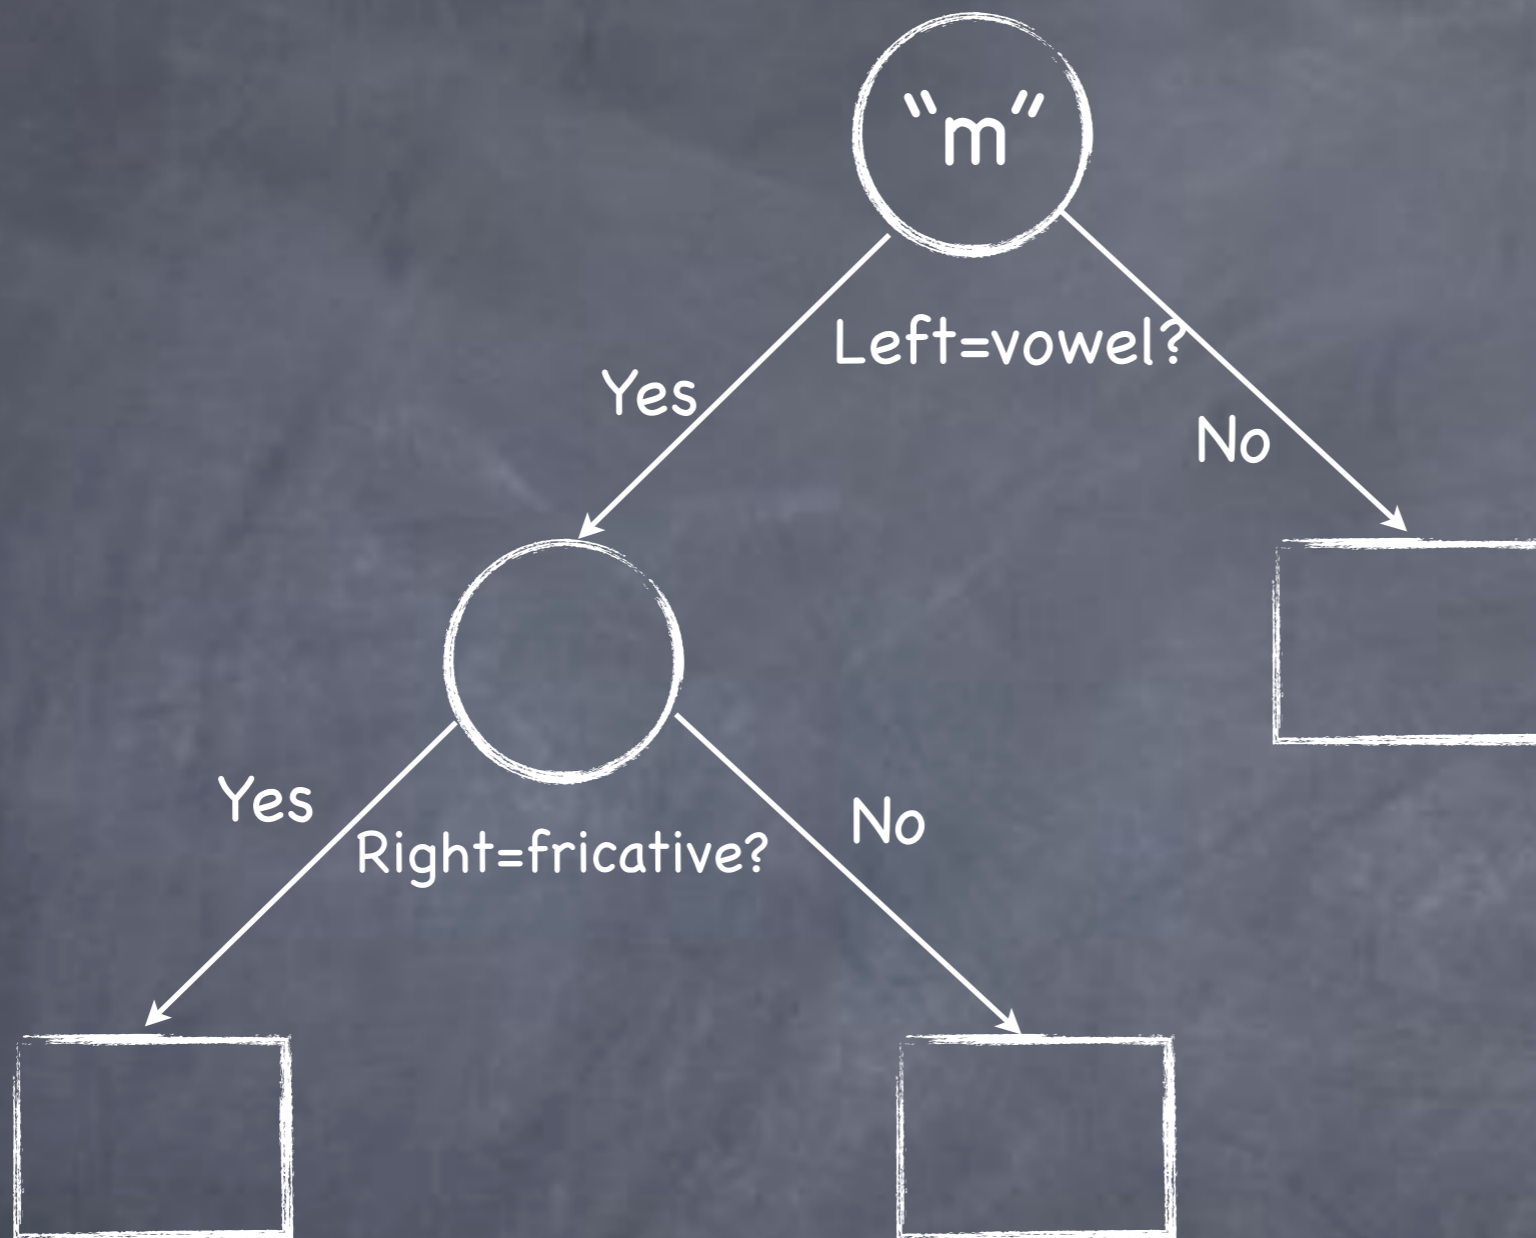 “m”
Left=vowel?
Yes
No
Yes
No
Right=fricative?